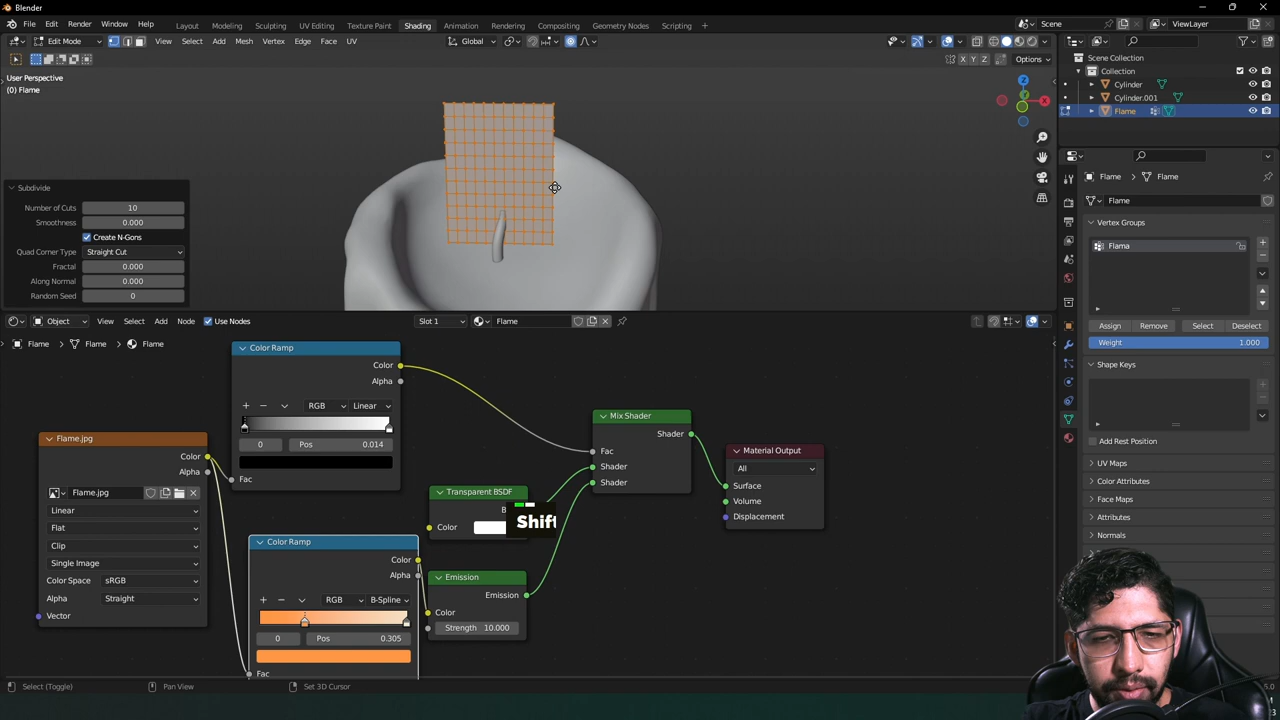 Blender
File Edit Render Window Help
Layout Modeling Sculpting UV Editing Texture Paint Shading Animation Rendering Compositing Geometry Nodes Scripting +
Scene
ViewLayer
Edit Mode View Select Add Mesh Vertex Edge Face UV
Global
X Y Z Options
User Perspective
(0) Flame
Scene Collection
Collection
Cylinder
Cylinder.001
Flame
Subdivide
Number of Cuts 10
Smoothness 0.000
Create N-Gons
Quad Corner Type Straight Cut
Fractal 0.000
Along Normal 0.000
Random Seed 0
Flame Flame
Flame
Vertex Groups
Flama
Assign Remove Select Deselect
Weight 1.000
Shape Keys
Add Rest Position
UV Maps
Color Attributes
Face Maps
Attributes
Normals
Object View Select Add Node Use Nodes Slot 1 Flame
Flame Flame Flame
Color Ramp
Color
Alpha
RGB Linear
0 Pos 0.014
Fac
Flame.jpg
Color
Alpha
Flame.jpg
Linear
Flat
Clip
Single Image
Color Space sRGB
Alpha Straight
Vector
Color Ramp
Color
Alpha
RGB B-Spline
0 Pos 0.305
Fac
Transparent BSDF
Color
Shift
Emission
Emission
Color
Strength 10.000
Mix Shader
Shader
Fac
Shader
Shader
Material Output
All
Surface
Volume
Displacement
Select (Toggle) Pan View Set 3D Cursor